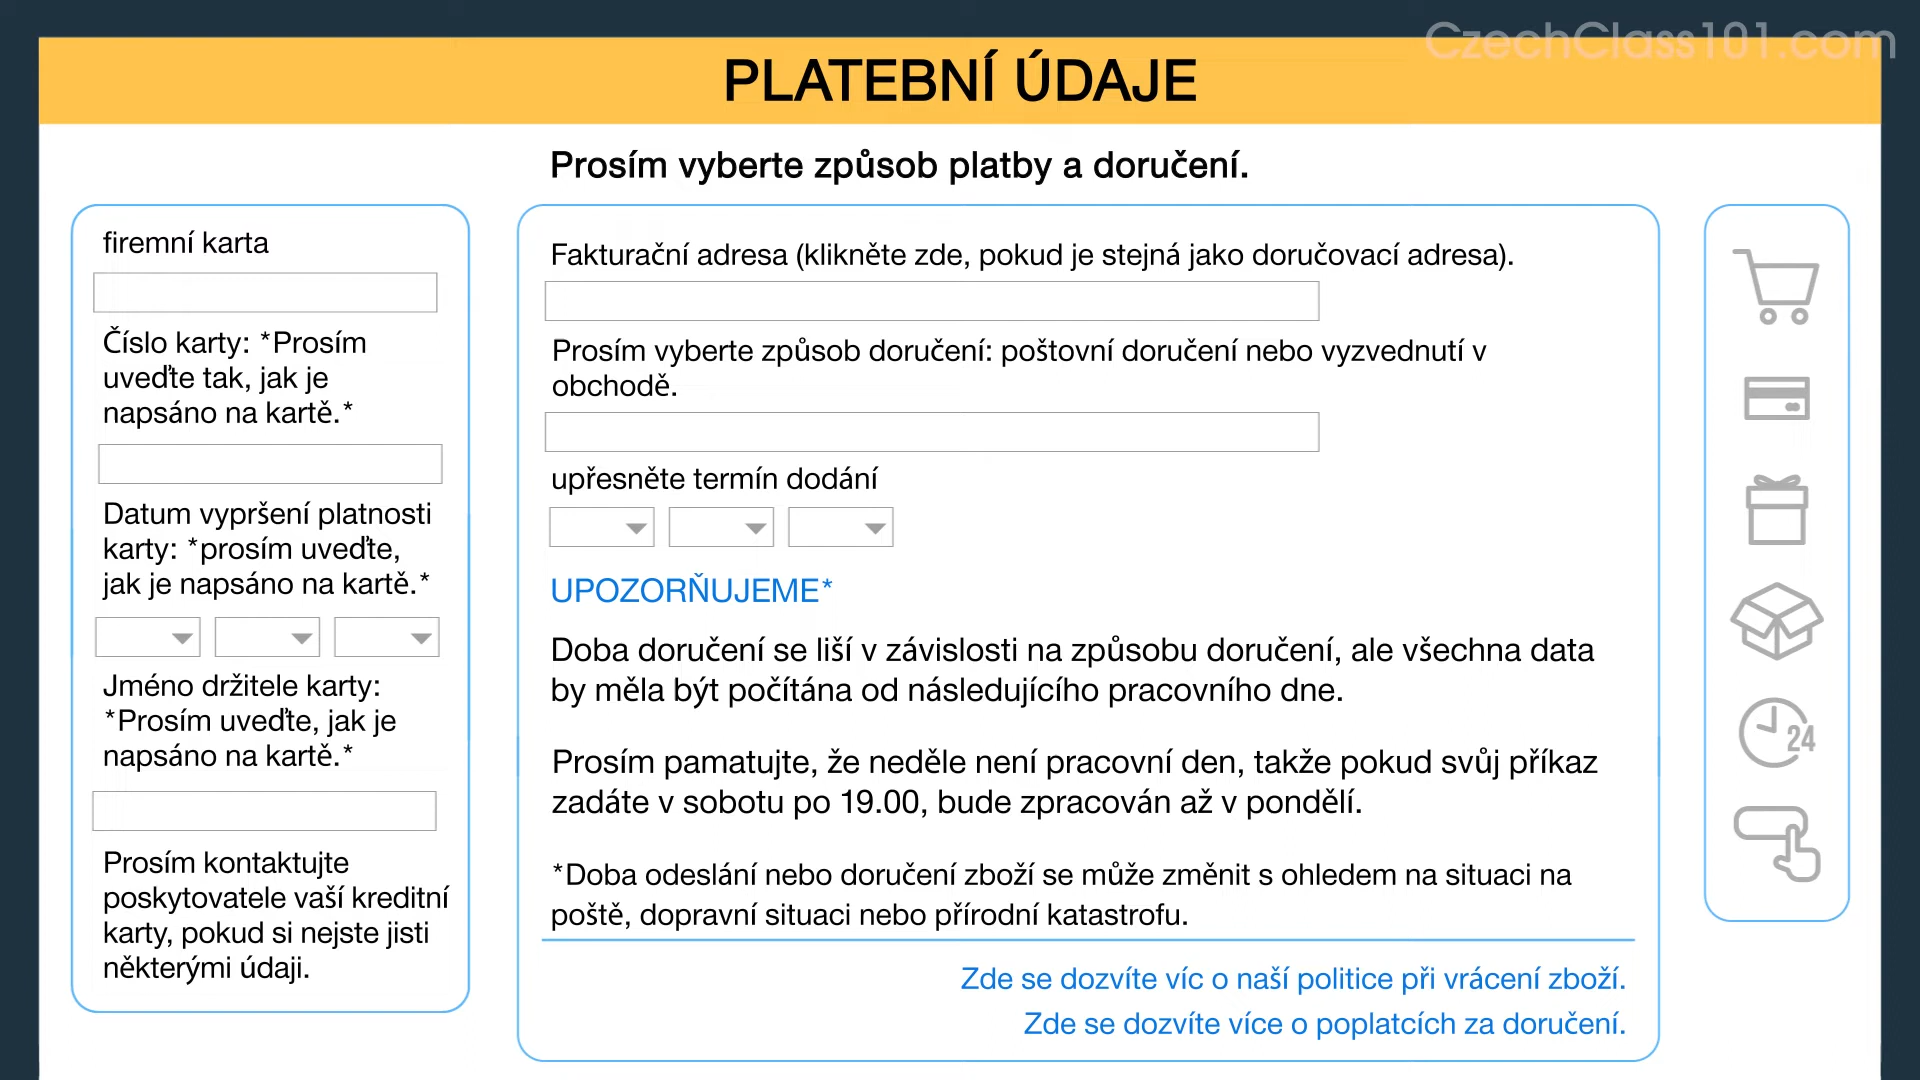 CzechClass101.com
PLATEBNÍ ÚDAJE
Prosím vyberte způsob platby a doručení.
firemní karta
Číslo karty: *Prosím
uveďte tak, jak je
napsáno na kartě.*
Datum vypršení platnosti
karty: *prosím uveďte,
jak je napsáno na kartě.*
Jméno držitele karty:
*Prosím uveďte, jak je
napsáno na kartě.*
Prosím kontaktujte
poskytovatele vaší kreditní
karty, pokud si nejste jisti
některými údaji.
Fakturační adresa (klikněte zde, pokud je stejná jako doručovací adresa).
Prosím vyberte způsob doručení: poštovní doručení nebo vyzvednutí v
obchodě.
upřesněte termín dodání
UPOZORŇUJEME*
Doba doručení se liší v závislosti na způsobu doručení, ale všechna data
by měla být počítána od následujícího pracovního dne.
Prosím pamatujte, že neděle není pracovní den, takže pokud svůj příkaz
zadáte v sobotu po 19.00, bude zpracován až v pondělí.
*Doba odeslání nebo doručení zboží se může změnit s ohledem na situaci na
poště, dopravní situaci nebo přírodní katastrofu.
Zde se dozvíte víc o naší politice při vrácení zboží.
Zde se dozvíte více o poplatcích za doručení.
24